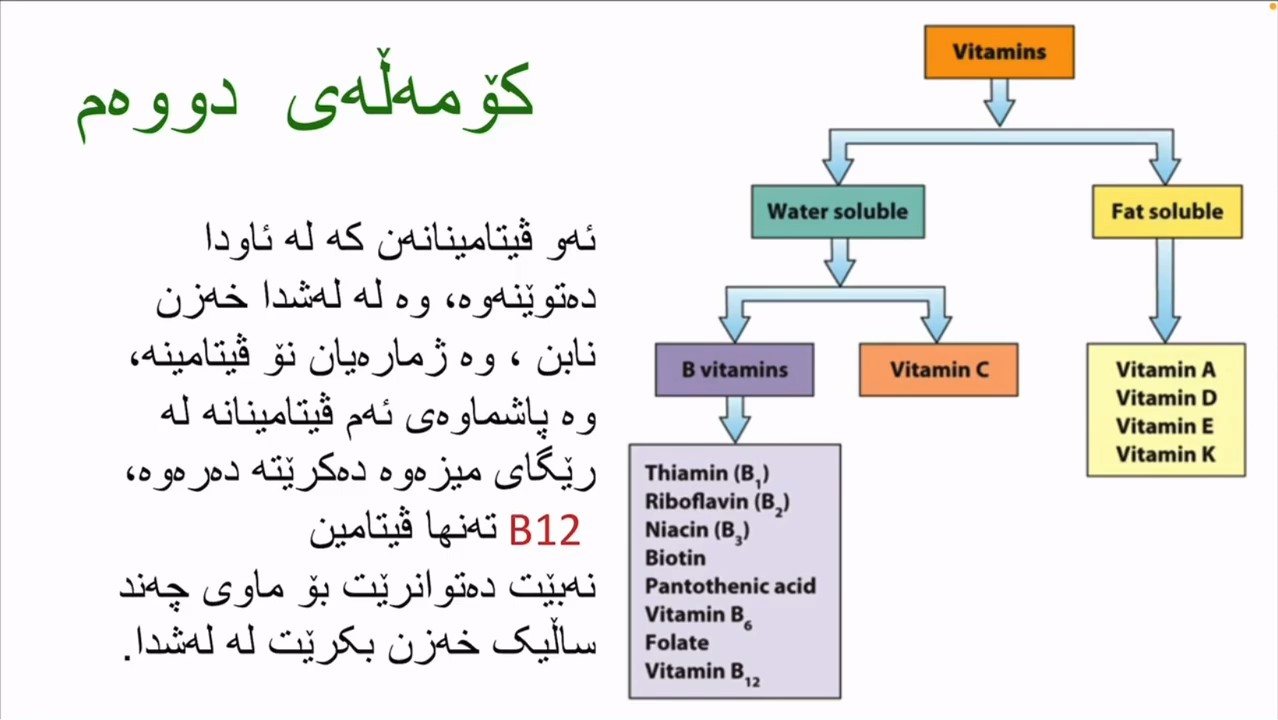 کۆمەڵەی دووەم
ئەو ڤیتامینانەن کە لە ئاودا
دەتوێنەوە، وە لە لەشدا خەزن
نابن ، وە ژمارەیان نۆ ڤیتامینە،
وە پاشماوەی ئەم ڤیتامینانە لە
رێگای میزەوە دەکرێتە دەرەوە،
تەنها ڤیتامین B12
نەبێت دەتوانرێت بۆ ماوی چەند
ساڵیک خەزن بکرێت لە لەشدا.
Vitamins
Water soluble
Fat soluble
B vitamins
Vitamin C
Vitamin A
Vitamin D
Vitamin E
Vitamin K
Thiamin (B₁)
Riboflavin (B₂)
Niacin (B₃)
Biotin
Pantothenic acid
Vitamin B₆
Folate
Vitamin B₁₂